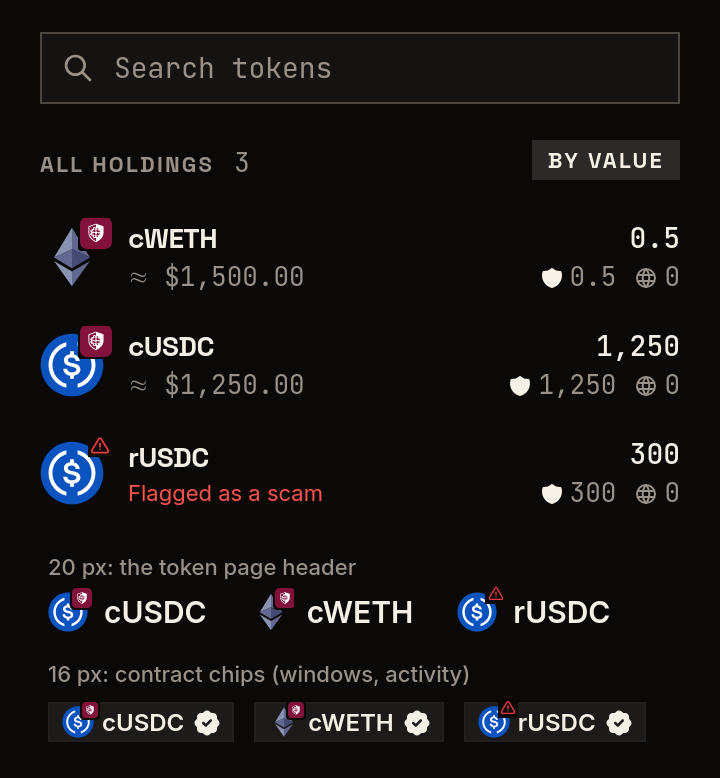 Search tokens
ALL HOLDINGS 3
BY VALUE
cWETH
0.5
≈ $1,500.00
0.5 0
cUSDC
1,250
≈ $1,250.00
1,250 0
rUSDC
300
Flagged as a scam
300 0
20 px: the token page header
cUSDC cWETH rUSDC
16 px: contract chips (windows, activity)
cUSDC cWETH rUSDC